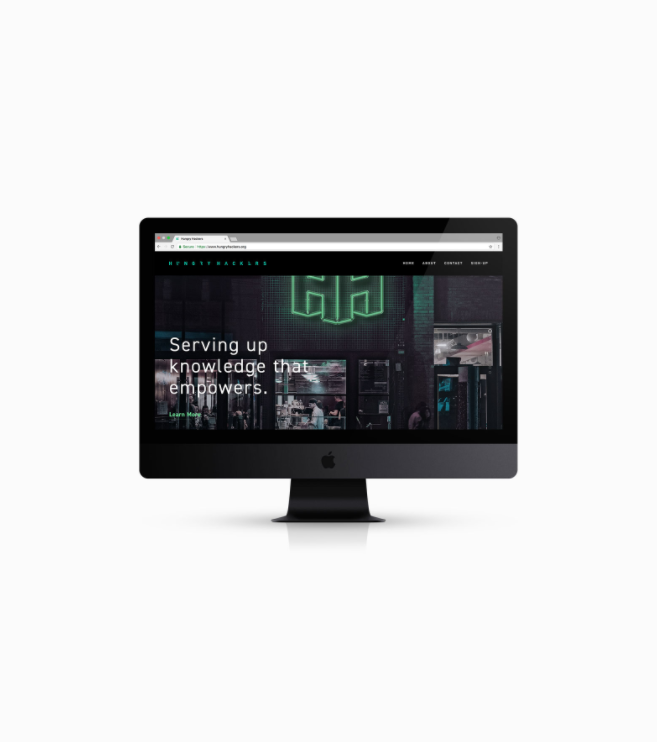 hungry hackers
Secure https://www.hungryhackers.org
HUNGRY HACKERS
HOME ABOUT CONTACT SIGN-UP
Serving up
knowledge that
empowers.
Learn More